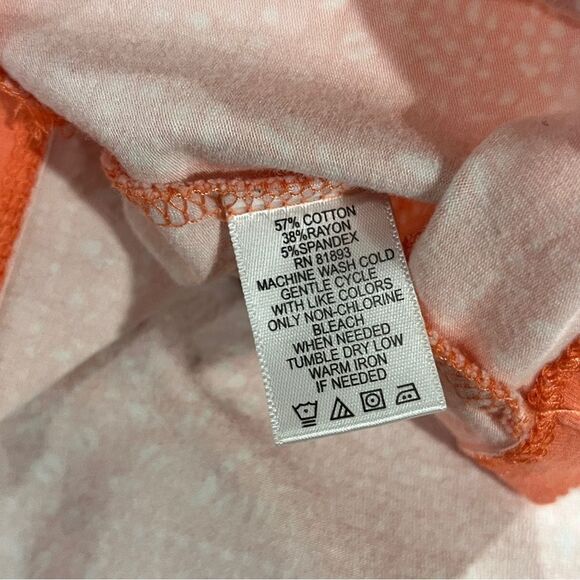 57% COTTON
38%RAYON
5%SPANDEX
RN 81893
MACHINE WASH COLD
GENTLE CYCLE
WITH LIKE COLORS
ONLY NON-CHLORINE
BLEACH
WHEN NEEDED
TUMBLE DRY LOW
WARM IRON
IF NEEDED